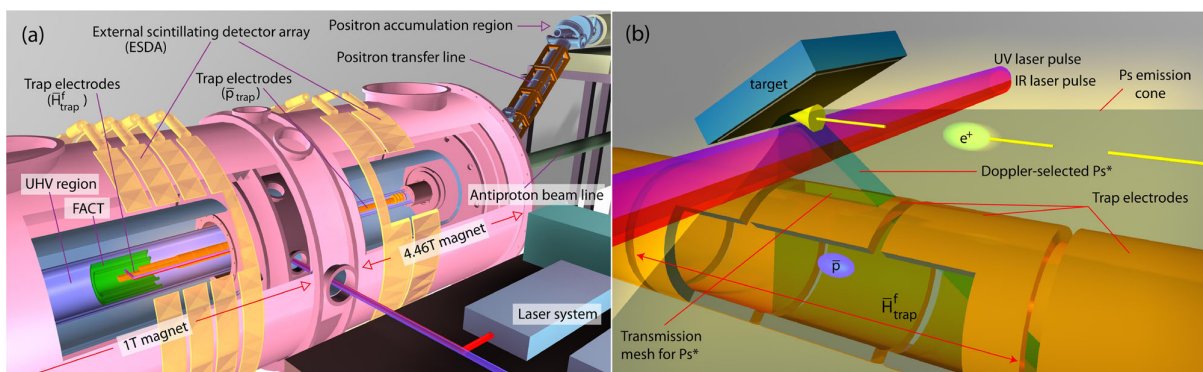 (a)
External scintillating detector array
(ESDA)
Positron accumulation region
Positron transfer line
Trap electrodes
(H̅ᶠtrap)
Trap electrodes
(p̅ trap)
UHV region
FACT
Antiproton beam line
4.46T magnet
1T magnet
Laser system
(b)
target
UV laser pulse
IR laser pulse
Ps emission
cone
e⁺
Doppler-selected Ps*
Trap electrodes
p̅
H̅ᶠtrap
Transmission
mesh for Ps*